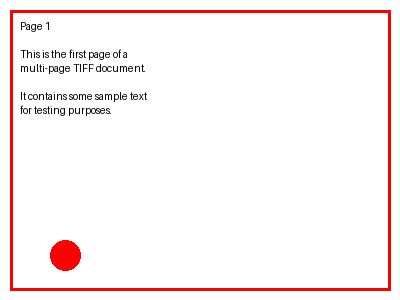 Page 1
This is the first page of a
multi-page TIFF document.
It contains some sample text
for testing purposes.